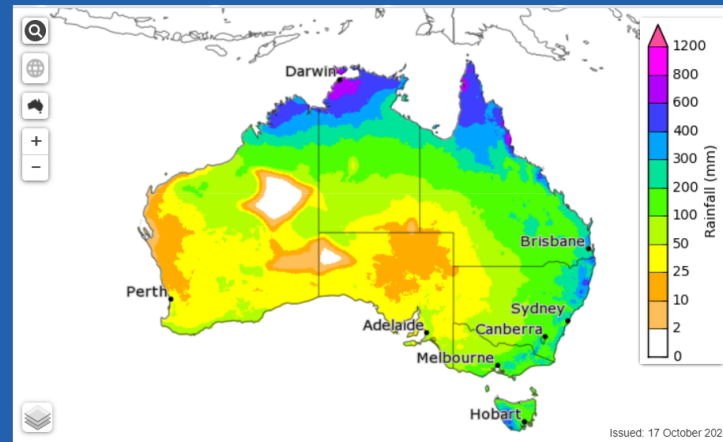 +
−
Darwin
Brisbane
Perth
Sydney
Adelaide
Canberra
Melbourne
Hobart
1200
800
600
400
300
200
100
50
25
10
2
0
Rainfall (mm)
Issued: 17 October 202